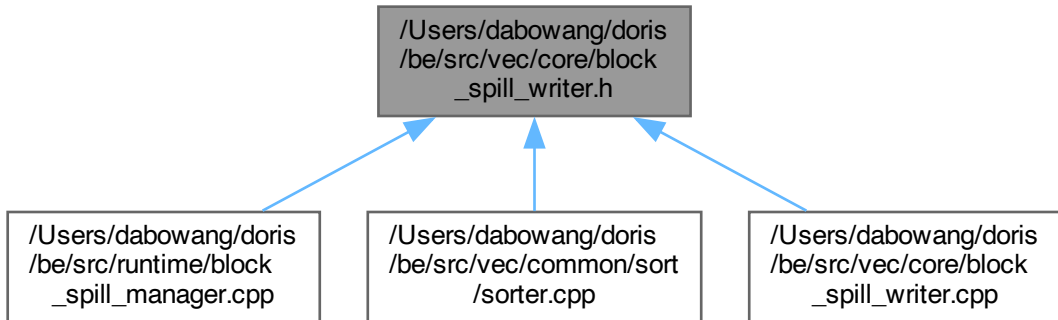 /Users/dabowang/doris
/be/src/vec/core/block
_spill_writer.h
/Users/dabowang/doris
/be/src/runtime/block
_spill_manager.cpp
/Users/dabowang/doris
/be/src/vec/common/sort
/sorter.cpp
/Users/dabowang/doris
/be/src/vec/core/block
_spill_writer.cpp